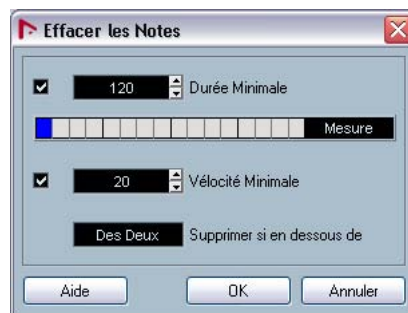 Effacer les Notes
120 Durée Minimale
Mesure
20 Vélocité Minimale
Des Deux Supprimer si en dessous de
Aide OK Annuler